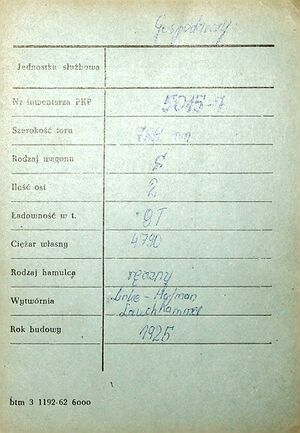 Gospodarczy
Jednostka służbowa
Nr inwentarza PKP 5015-7
Szerokość toru 750 mm
Rodzaj wagonu
Ilość osi 2
Ładowność w t. 9T
Ciężar własny 4790
Rodzaj hamulca ręczny
Wytwórnia Linke-Hofman
Lauchhammer
Rok budowy 1925
btm 3 1192-62 6000